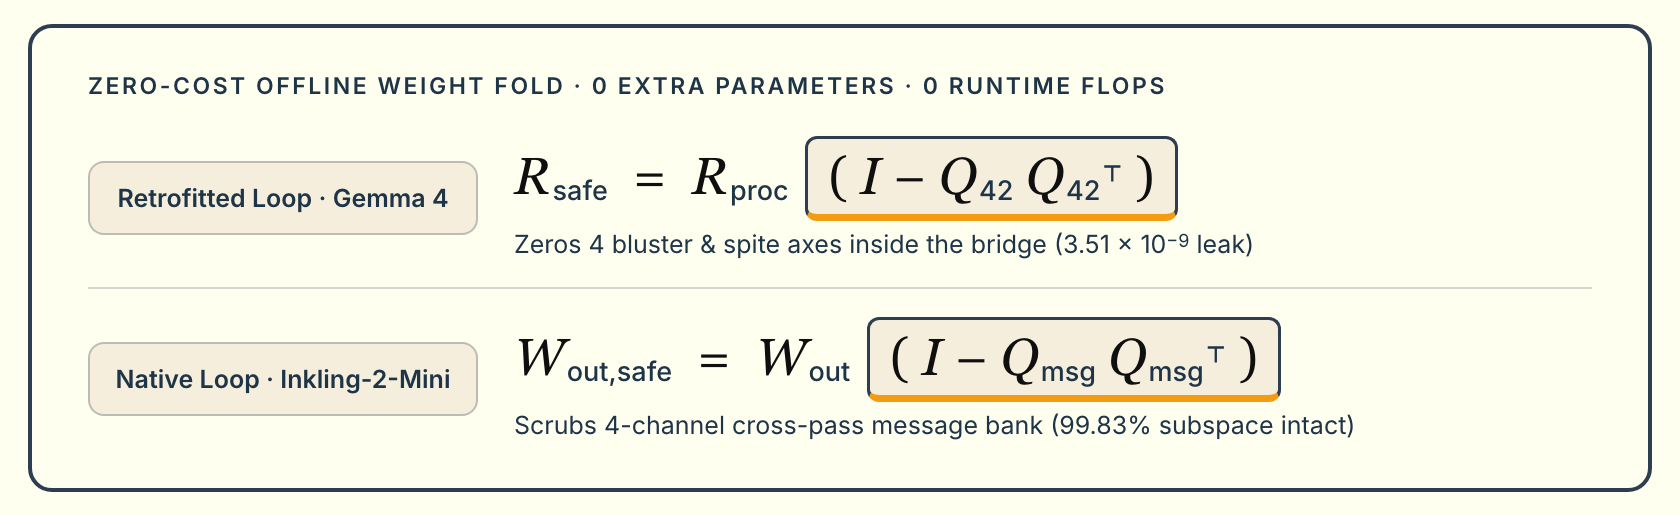 ZERO-COST OFFLINE WEIGHT FOLD · 0 EXTRA PARAMETERS · 0 RUNTIME FLOPS
Retrofitted Loop · Gemma 4
R_safe = R_proc ( I − Q_42 Q_42^⊤ )
Zeros 4 bluster & spite axes inside the bridge (3.51 × 10⁻⁹ leak)
Native Loop · Inkling-2-Mini
W_out,safe = W_out ( I − Q_msg Q_msg^⊤ )
Scrubs 4-channel cross-pass message bank (99.83% subspace intact)